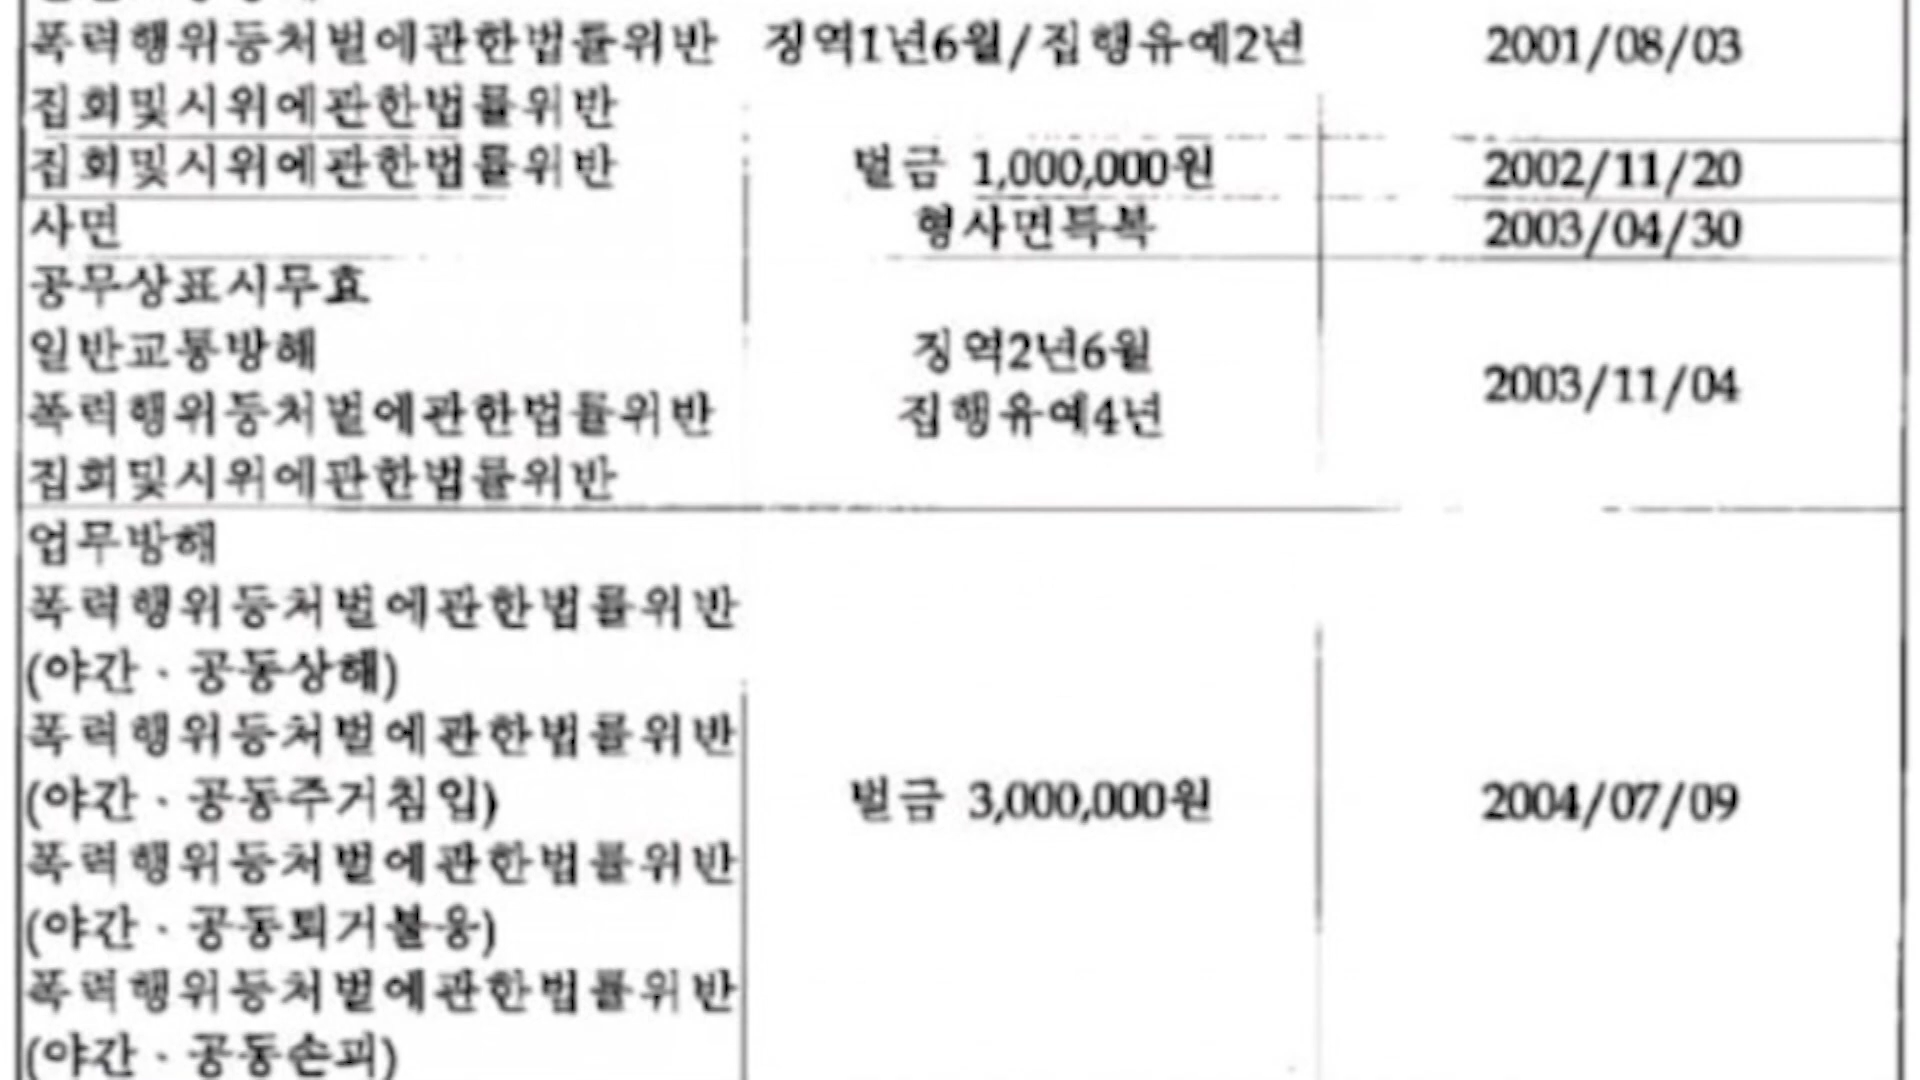 폭력행위등처벌에관한법률위반 징역1년6월/집행유예2년 2001/08/03
집회및시위에관한법률위반
집회및시위에관한법률위반 벌금 1,000,000원 2002/11/20
사면 형사면특복 2003/04/30
공무상표시무효
일반교통방해 징역2년6월
2003/11/04
폭력행위등처벌에관한법률위반 집행유예4년
집회및시위에관한법률위반
업무방해
폭력행위등처벌에관한법률위반
(야간·공동상해)
폭력행위등처벌에관한법률위반
(야간·공동주거침입) 벌금 3,000,000원 2004/07/09
폭력행위등처벌에관한법률위반
(야간·공동퇴거불응)
폭력행위등처벌에관한법률위반
(야간·공동손괴)